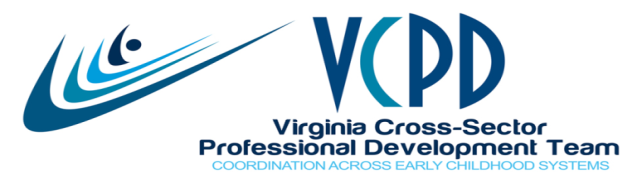 VCPD
Virginia Cross-Sector
Professional Development Team
COORDINATION ACROSS EARLY CHILDHOOD SYSTEMS